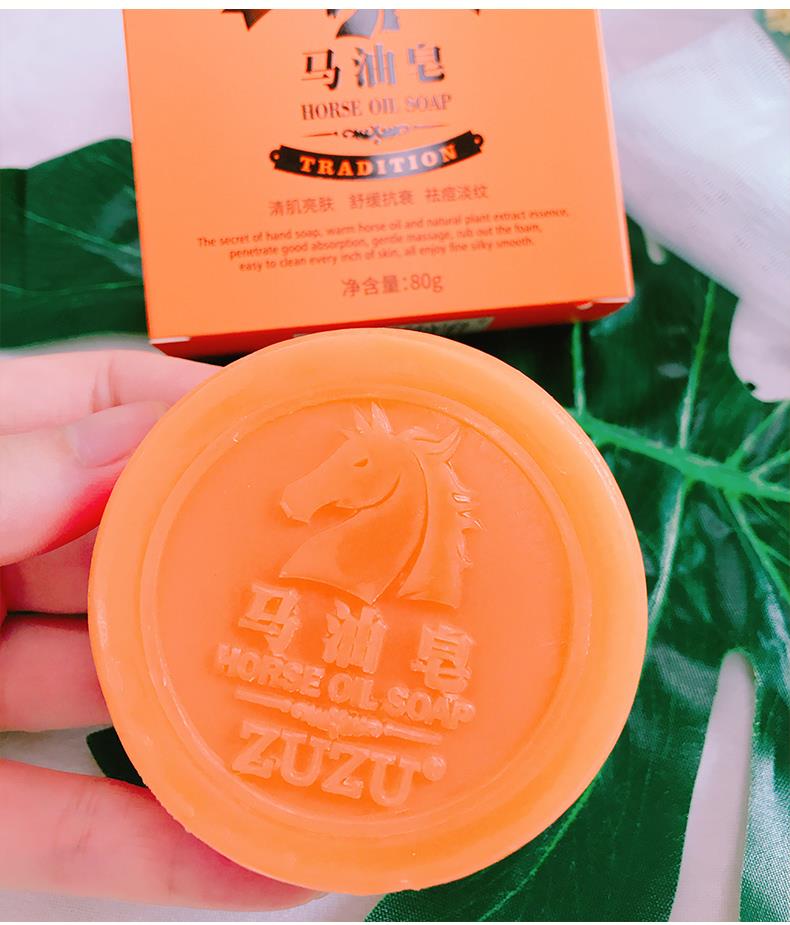 马油皂
HORSE OIL SOAP
TRADITION
清肌亮肤 舒缓抗衰 祛痘淡纹
The secret of hand soap, warm horse oil and natural plant extract essence,
penetrate good absorption, gentle massage, rub out the foam,
easy to clean every inch of skin, all enjoy fine silky smooth.
净含量:80g
马油皂
HORSE OIL SOAP
ZUZU